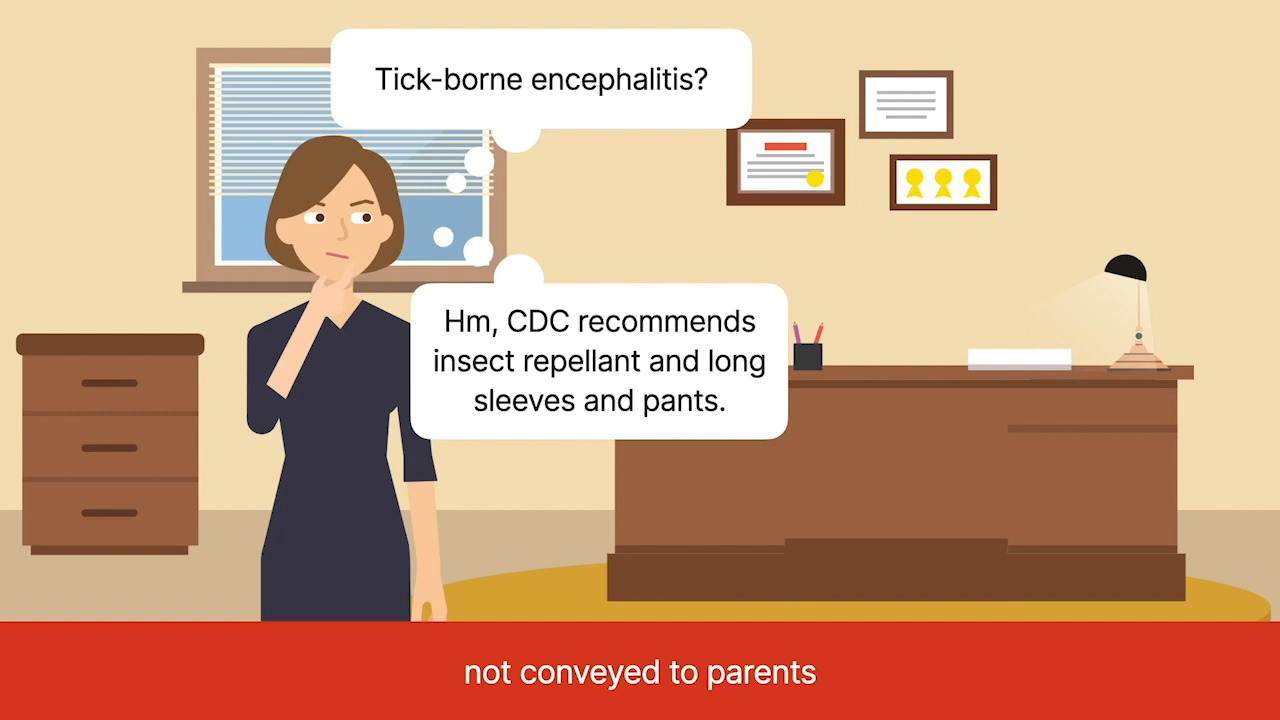 Tick-borne encephalitis?
Hm, CDC recommends
insect repellant and long
sleeves and pants.
not conveyed to parents